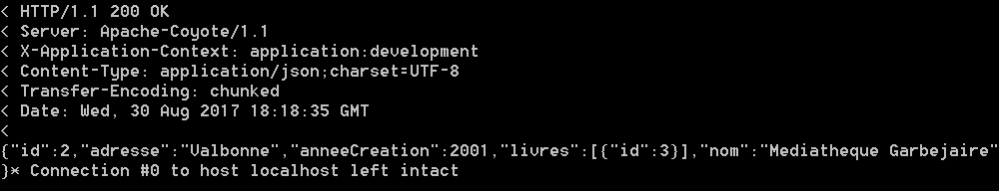 < HTTP/1.1 200 OK
< Server: Apache-Coyote/1.1
< X-Application-Context: application:development
< Content-Type: application/json;charset=UTF-8
< Transfer-Encoding: chunked
< Date: Wed, 30 Aug 2017 18:18:35 GMT
<
{"id":2,"adresse":"Valbonne","anneeCreation":2001,"livres":[{"id":3}],"nom":"Mediatheque Garbejaire"
}* Connection #0 to host localhost left intact